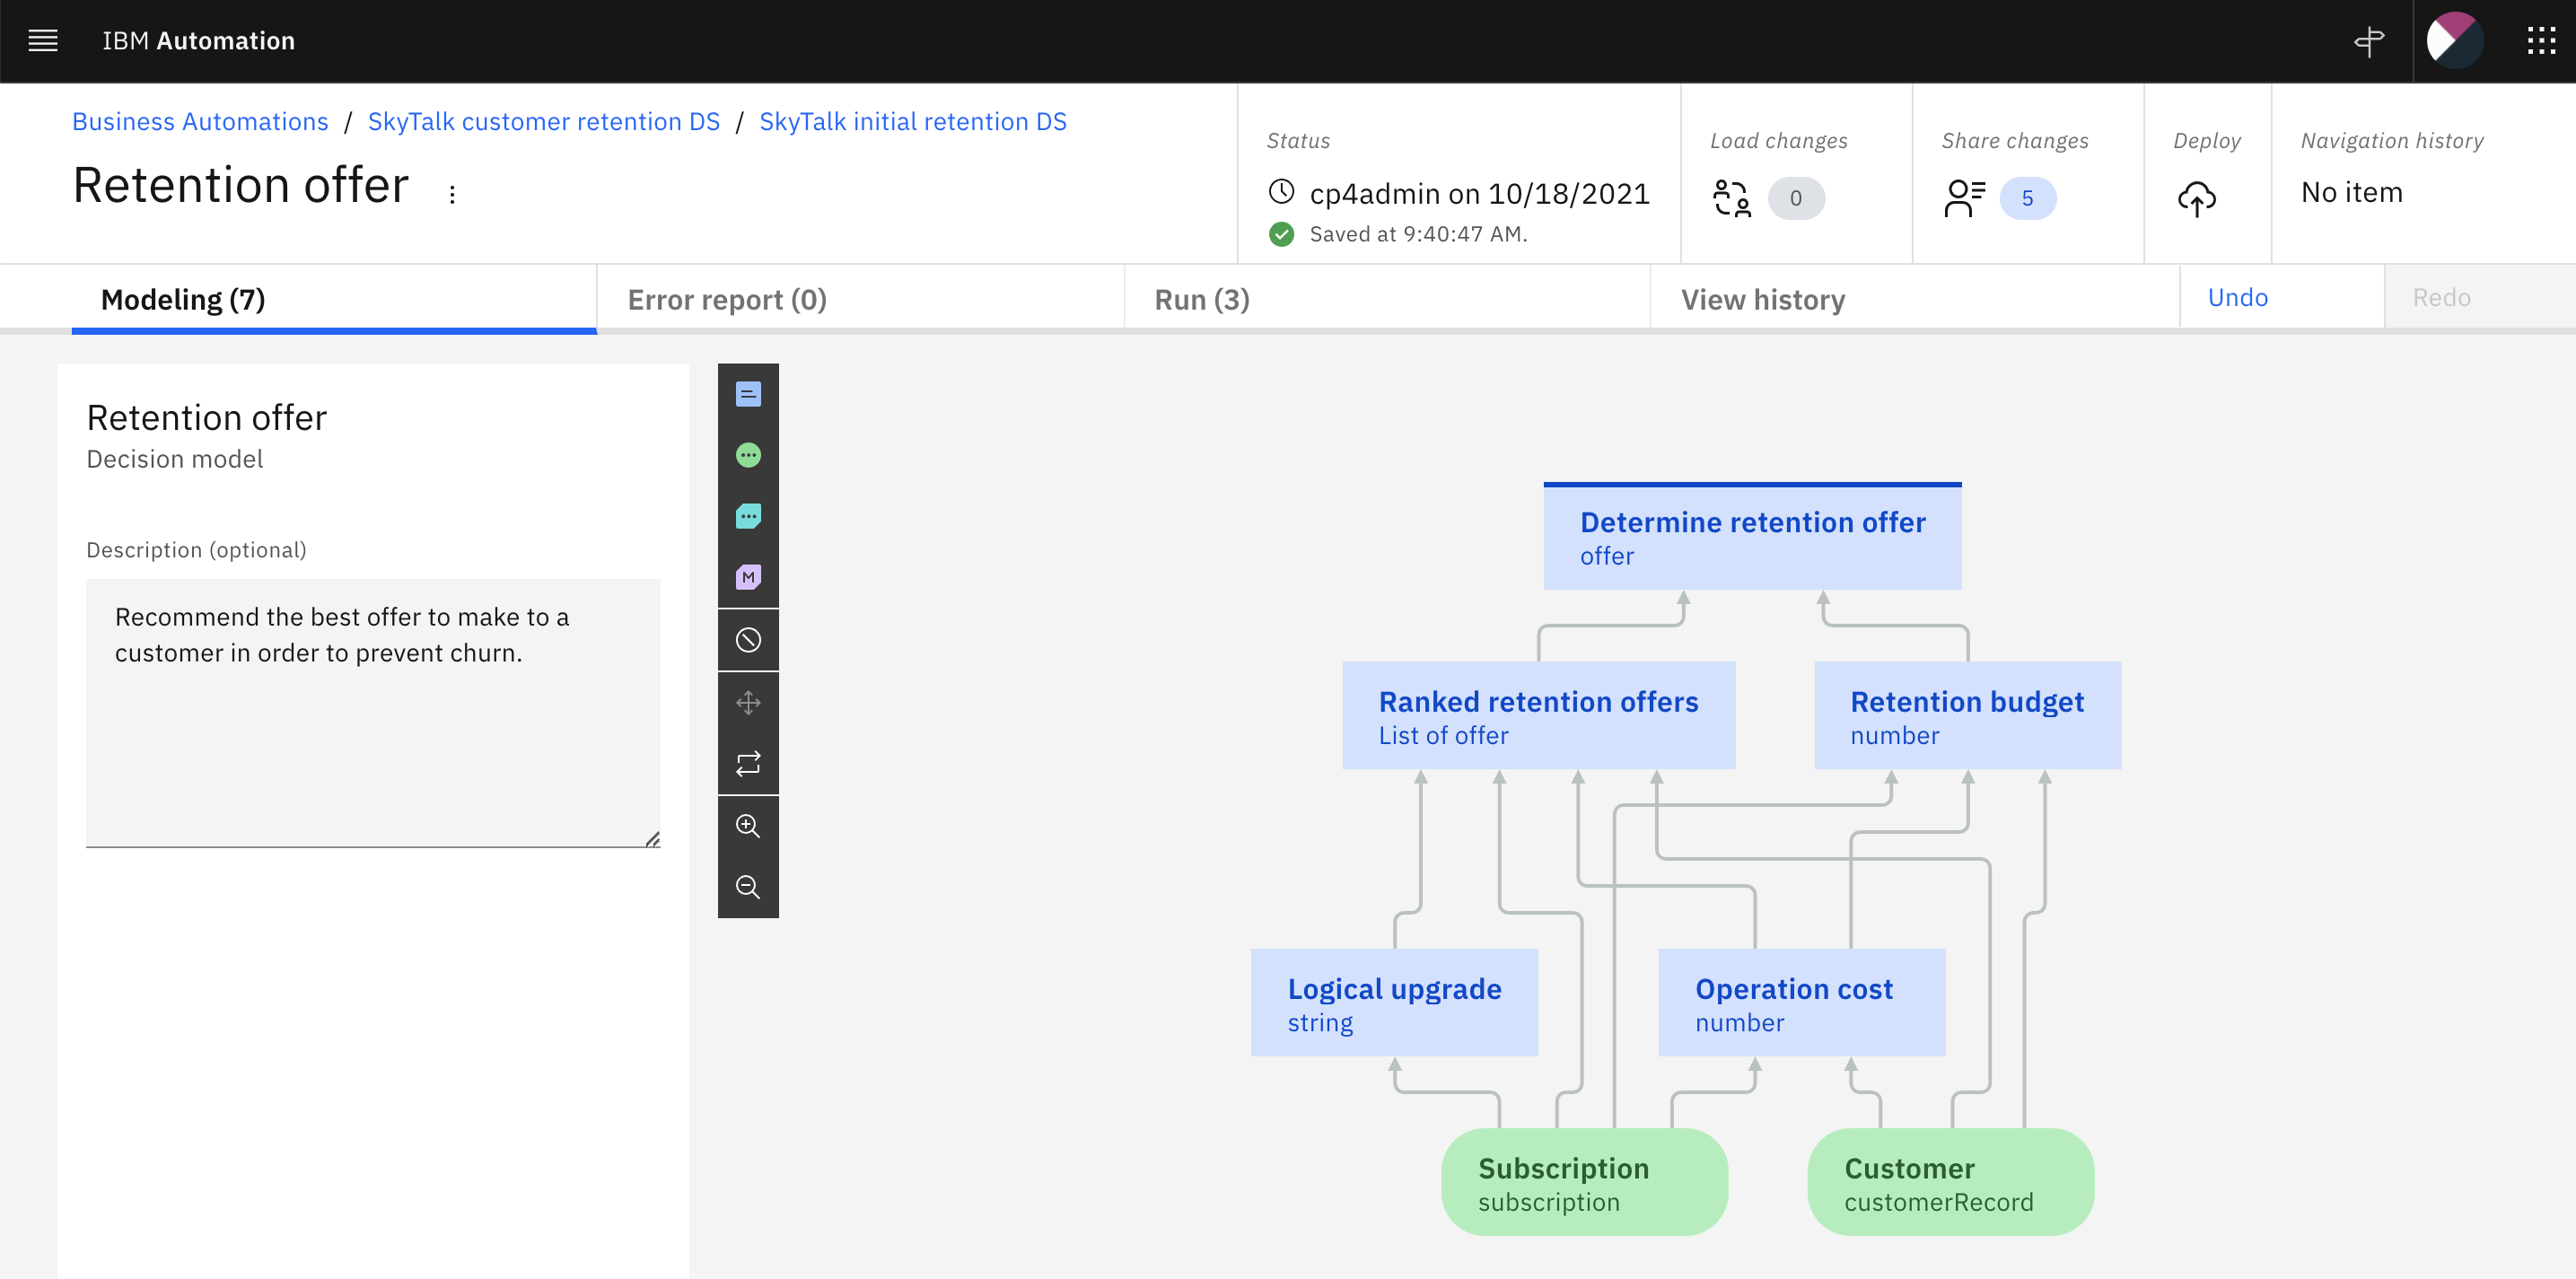 IBM Automation
Business Automations / SkyTalk customer retention DS / SkyTalk initial retention DS
Retention offer
Status
cp4admin on 10/18/2021
Saved at 9:40:47 AM.
Load changes
0
Share changes
5
Deploy
Navigation history
No item
Modeling (7)
Error report (0)
Run (3)
View history
Undo
Redo
Retention offer
Decision model
Description (optional)
Recommend the best offer to make to a
customer in order to prevent churn.
M
Determine retention offer
offer
Ranked retention offers
List of offer
Retention budget
number
Logical upgrade
string
Operation cost
number
Subscription
subscription
Customer
customerRecord